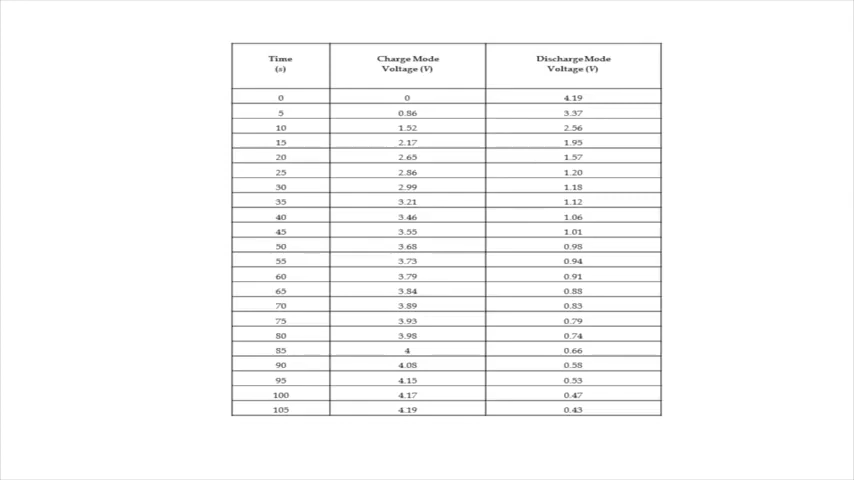 Time (s) Charge Mode Voltage (V) Discharge Mode Voltage (V)
0 0 4.19
5 0.86 3.37
10 1.52 2.56
15 2.17 1.95
20 2.65 1.57
25 2.86 1.20
30 2.99 1.18
35 3.21 1.12
40 3.46 1.06
45 3.55 1.01
50 3.68 0.98
55 3.73 0.94
60 3.79 0.91
65 3.84 0.88
70 3.89 0.83
75 3.93 0.79
80 3.98 0.74
85 4 0.66
90 4.08 0.58
95 4.15 0.53
100 4.17 0.47
105 4.19 0.43